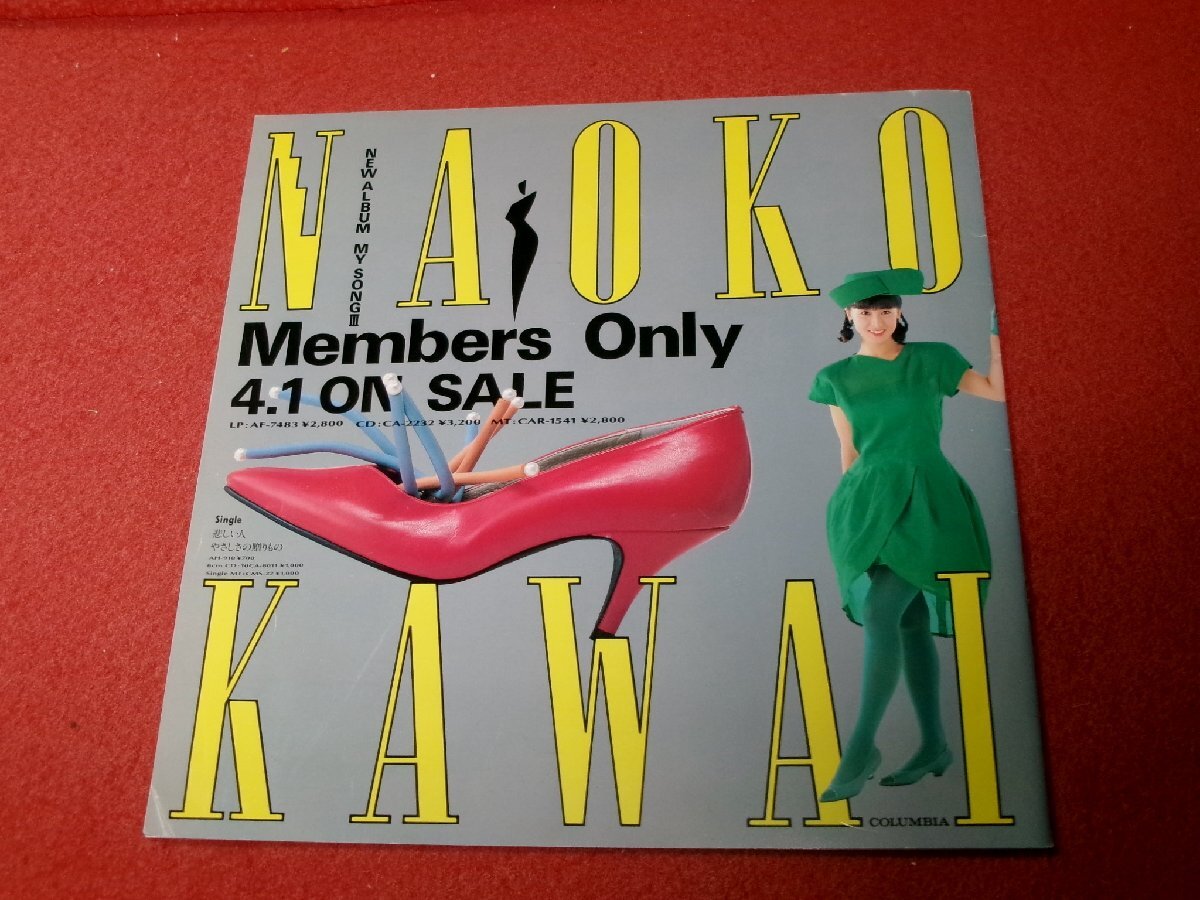 NAOKO
NEW ALBUM MY SONG III
Members Only
4.1 ON SALE
LP:AF-7483 ¥2,800 CD:CA-2232 ¥3,200 MT:CAR-1541 ¥2,800
Single
悲しい人
やさしさの贈りもの
KAWAI
COLUMBIA